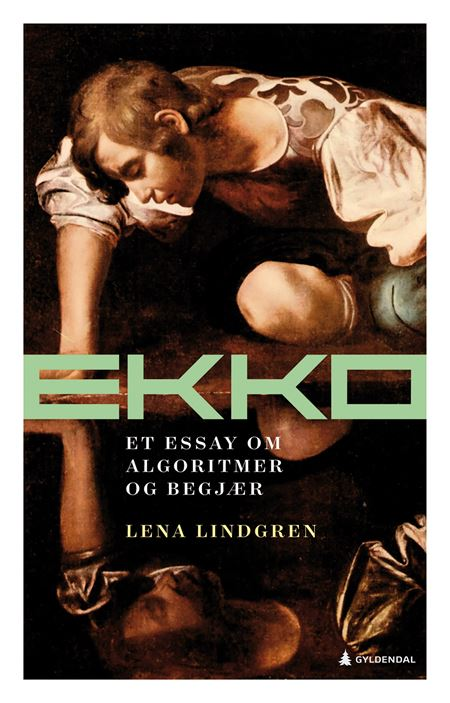 EKKO
ET ESSAY OM
ALGORITMER
OG BEGJÆR
LENA LINDGREN
GYLDENDAL